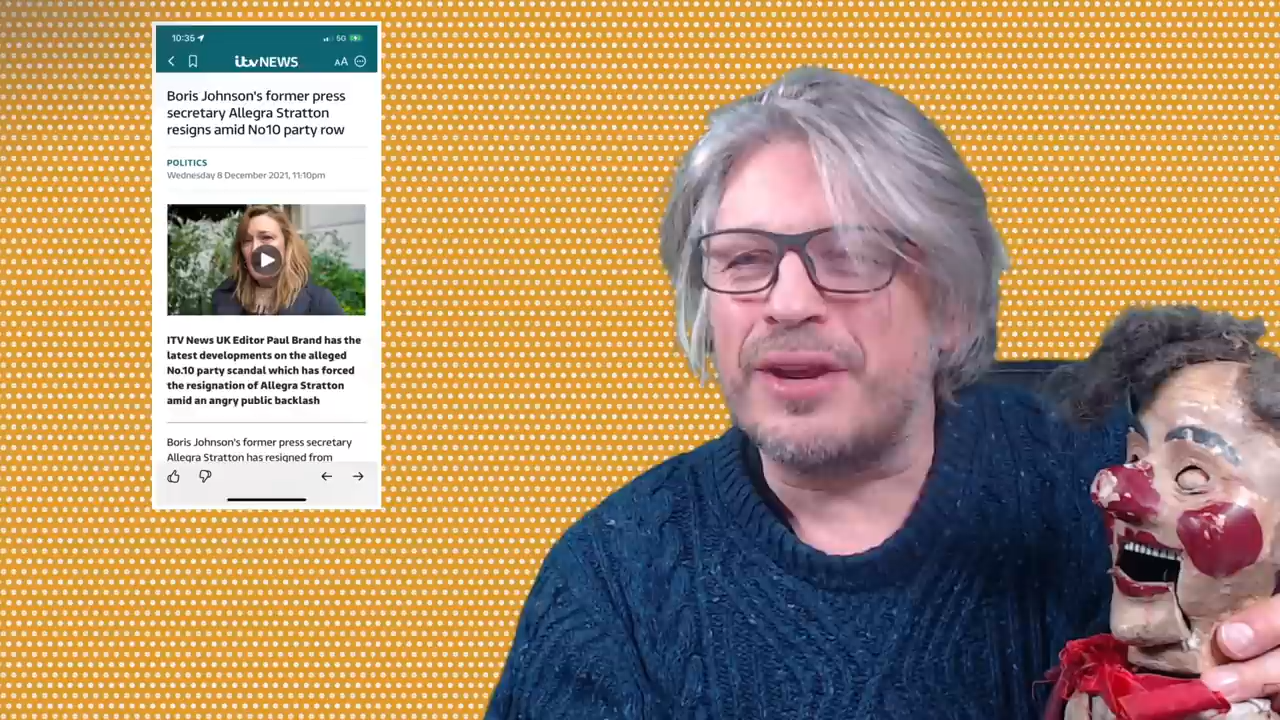 10:35
5G
itv NEWS
AA
Boris Johnson's former press
secretary Allegra Stratton
resigns amid No10 party row
POLITICS
Wednesday 8 December 2021, 11:10pm
ITV News UK Editor Paul Brand has the
latest developments on the alleged
No.10 party scandal which has forced
the resignation of Allegra Stratton
amid an angry public backlash
Boris Johnson's former press secretary
Allegra Stratton has resigned from